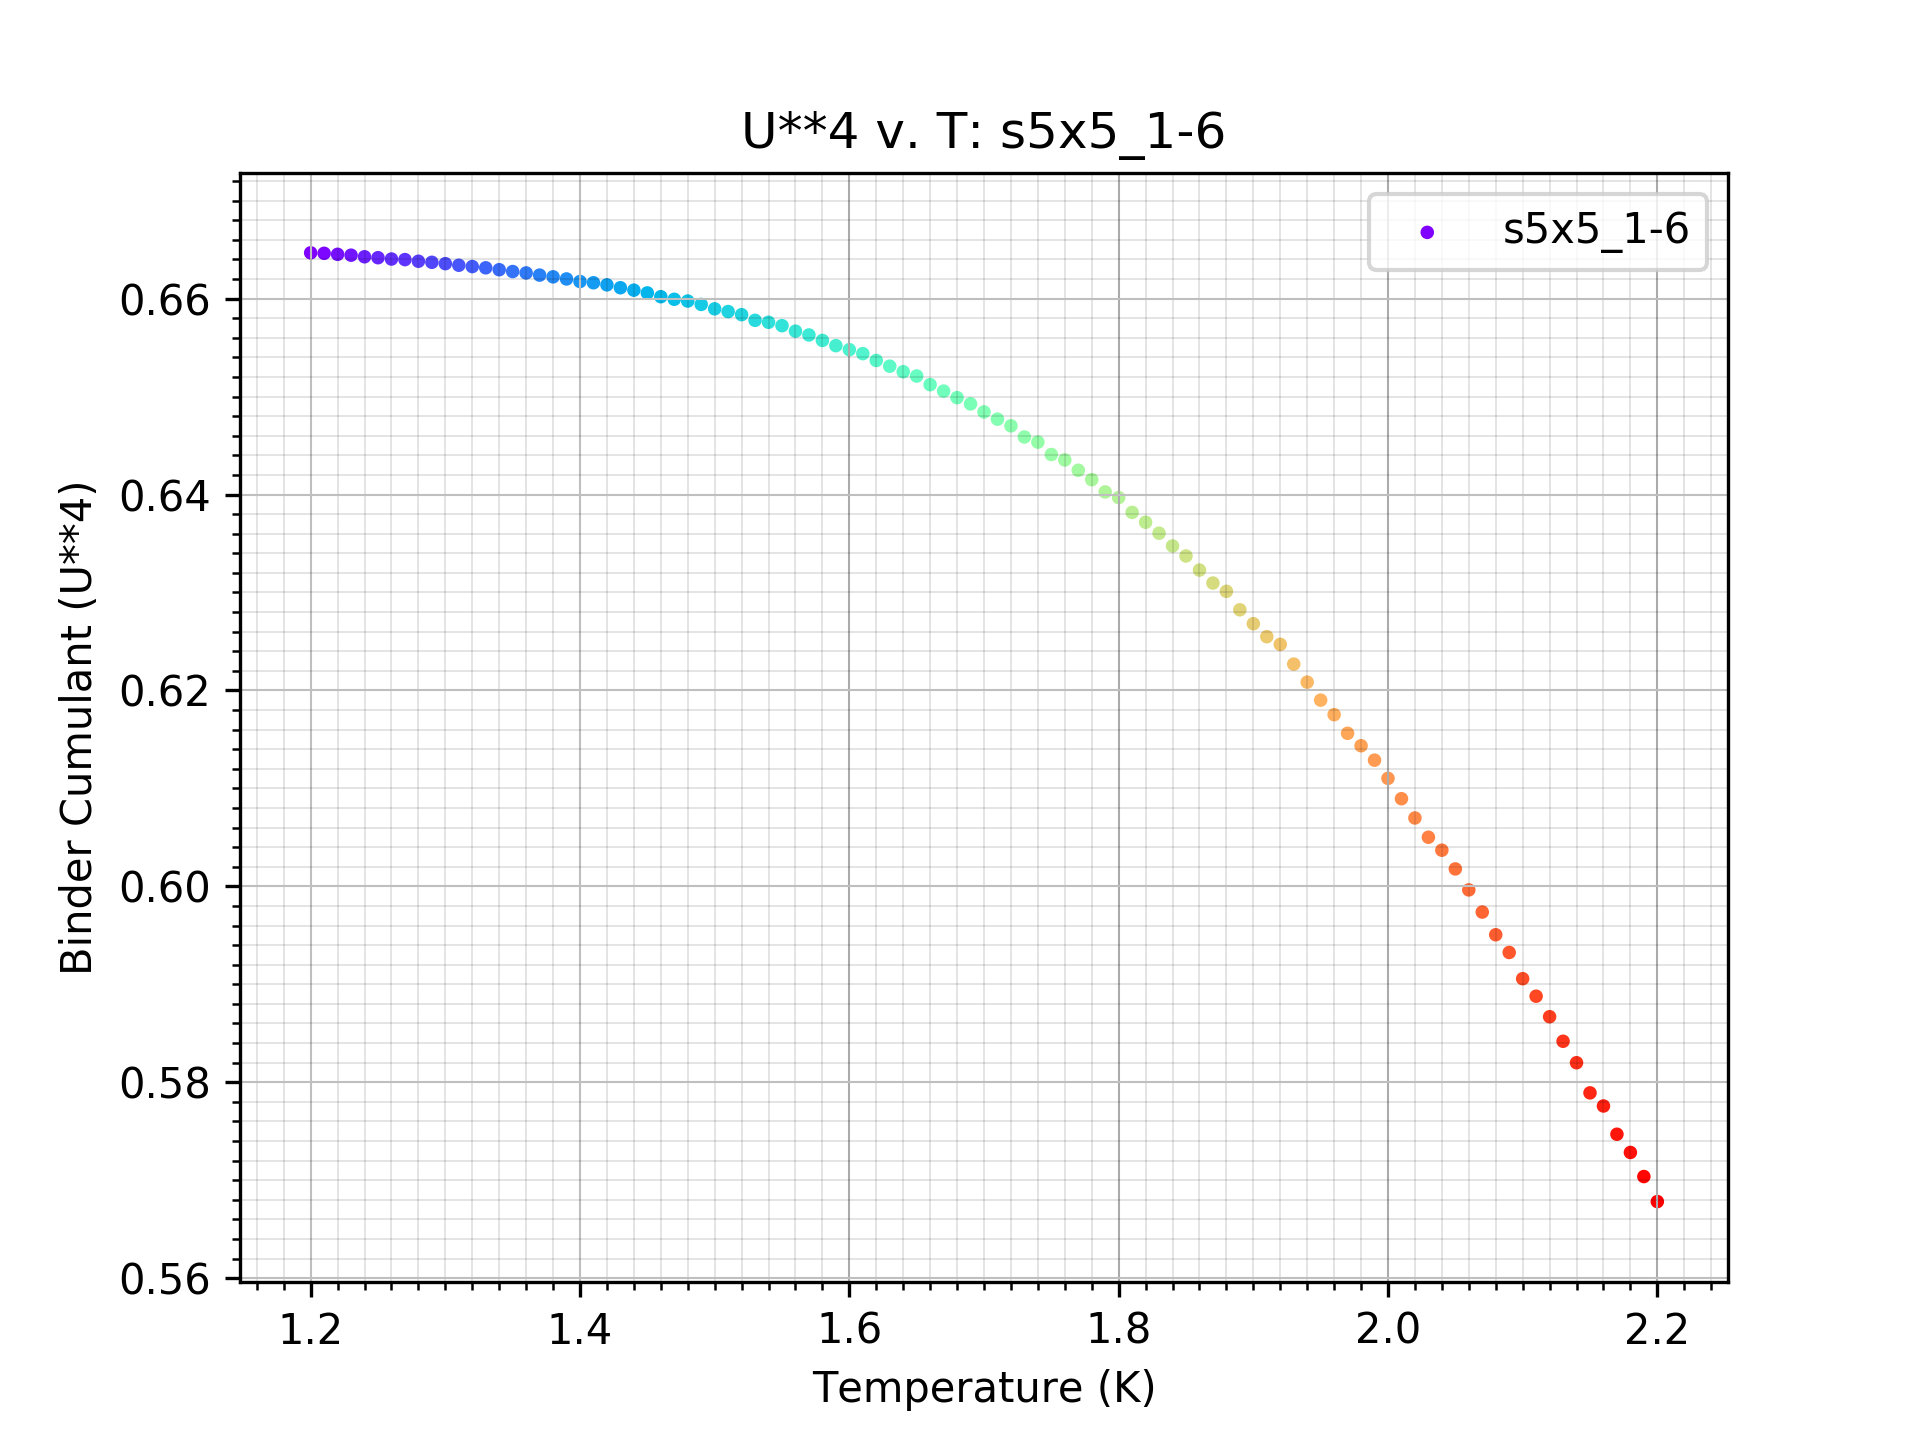 U**4 v. T: s5x5_1-6
s5x5_1-6
Binder Cumulant (U**4)
0.66
0.64
0.62
0.60
0.58
0.56
1.2 1.4 1.6 1.8 2.0 2.2
Temperature (K)